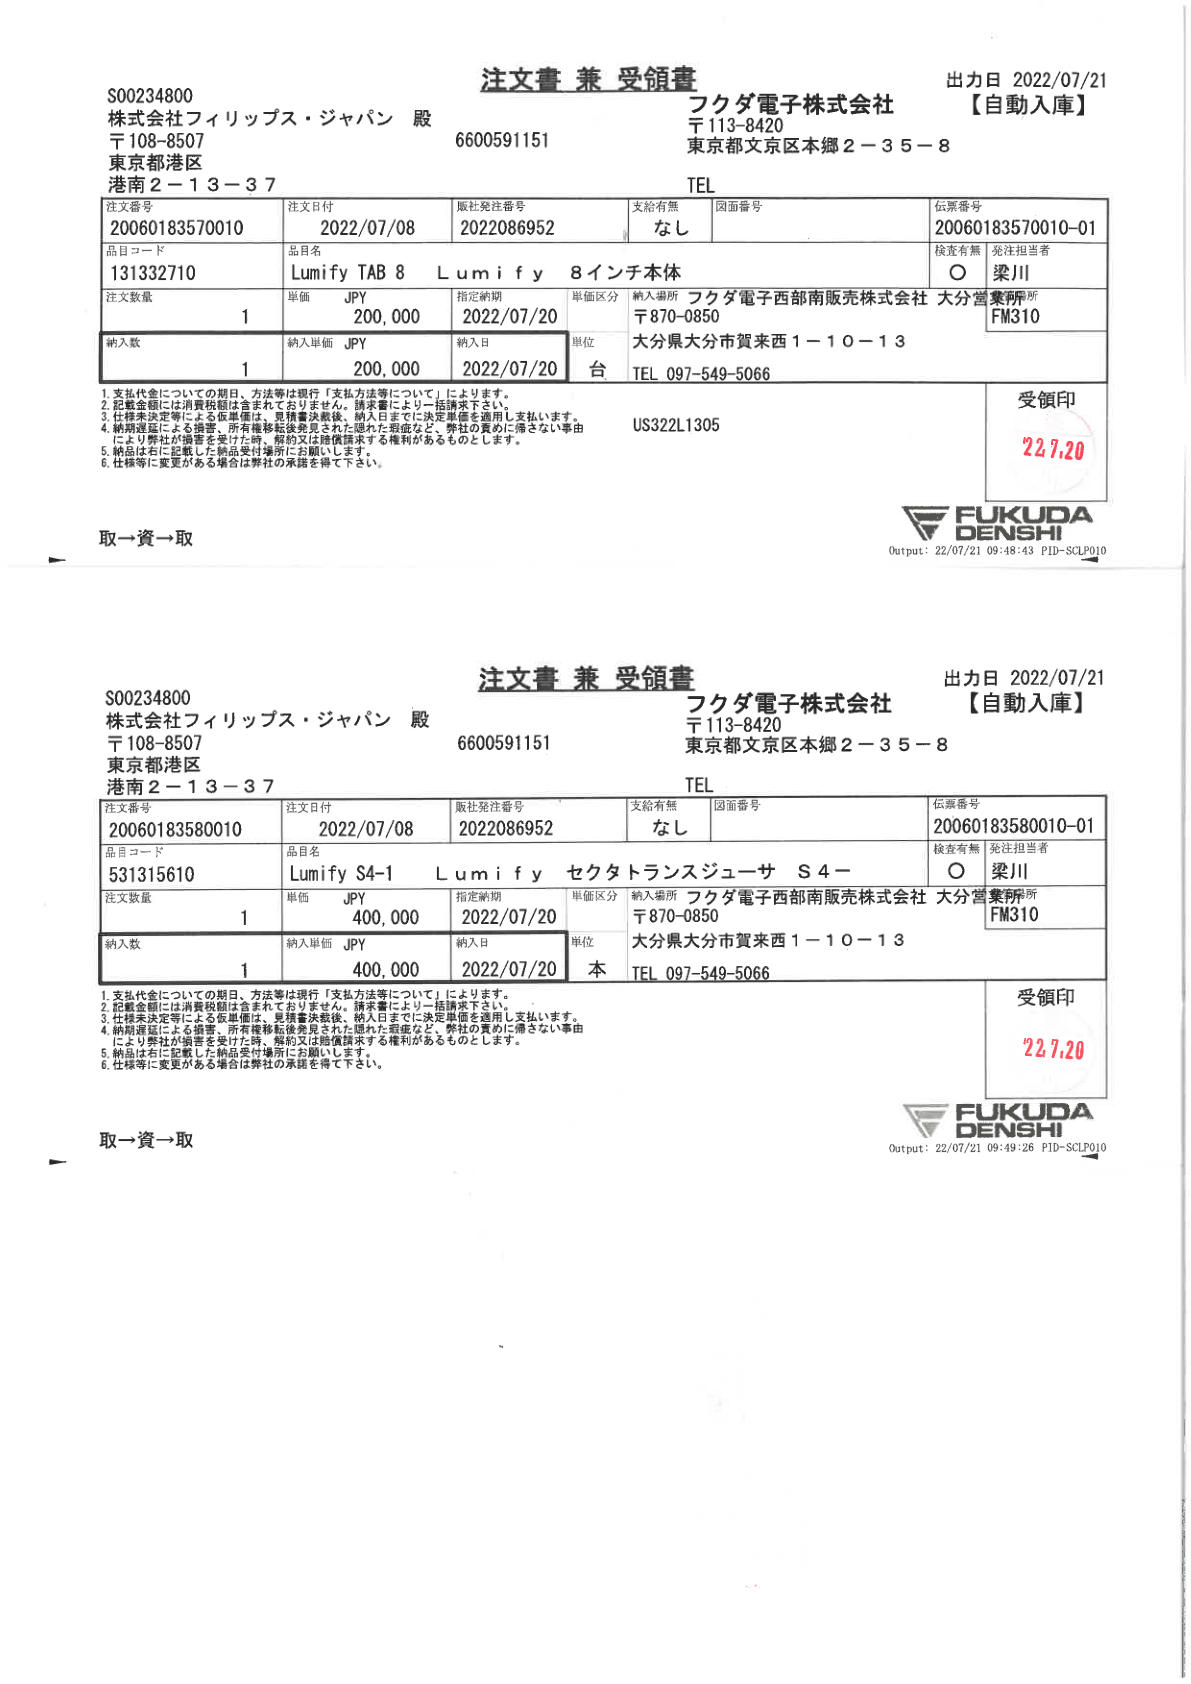 注文書 兼 受領書
出力日 2022/07/21
S00234800
フクダ電子株式会社 【自動入庫】
株式会社フィリップス・ジャパン 殿
〒113-8420
〒108-8507 6600591151
東京都文京区本郷２－３５－８
東京都港区
港南２－１３－３７
TEL
注文番号 注文日付 販社発注番号 支給有無 図面番号 伝票番号
20060183570010 2022/07/08 2022086952 なし 20060183570010-01
品目コード 品目名 検査有無 発注担当者
131332710 Lumify TAB 8 Ｌｕｍｉｆｙ ８インチ本体 〇 梁川
注文数量 単価 JPY 指定納期 単価区分 納入場所 フクダ電子西部南販売株式会社 大分営業所
1 200,000 2022/07/20 〒870-0850 FM310
納入数 納入単価 JPY 納入日 単位 大分県大分市賀来西１－１０－１３
1 200,000 2022/07/20 台 TEL 097-549-5066
1. 支払代金についての期日、方法等は現行「支払方法等について」によります。
2. 記載金額には消費税額は含まれておりません。請求書により一括請求下さい。
3. 仕様未決定等による仮単価は、見積書決裁後、納入日までに決定単価を適用し支払います。
4. 納期遅延による損害、所有権移転後発見された隠れた瑕疵など、弊社の責めに帰さない事由
により弊社が損害を受けた時、解約又は賠償請求する権利があるものとします。
5. 納品は右に記載した納品受付場所にお願いします。
6. 仕様等に変更がある場合は弊社の承諾を得て下さい。
US322L1305
受領印
'22.7.20
取→資→取
FUKUDA
DENSHI
Output: 22/07/21 09:48:43 PID-SCLP010
注文書 兼 受領書
出力日 2022/07/21
S00234800
フクダ電子株式会社 【自動入庫】
株式会社フィリップス・ジャパン 殿
〒113-8420
〒108-8507 6600591151
東京都文京区本郷２－３５－８
東京都港区
港南２－１３－３７
TEL
注文番号 注文日付 販社発注番号 支給有無 図面番号 伝票番号
20060183580010 2022/07/08 2022086952 なし 20060183580010-01
品目コード 品目名 検査有無 発注担当者
531315610 Lumify S4-1 Ｌｕｍｉｆｙ セクタトランスジューサ Ｓ４－ 〇 梁川
注文数量 単価 JPY 指定納期 単価区分 納入場所 フクダ電子西部南販売株式会社 大分営業所
1 400,000 2022/07/20 〒870-0850 FM310
納入数 納入単価 JPY 納入日 単位 大分県大分市賀来西１－１０－１３
1 400,000 2022/07/20 本 TEL 097-549-5066
1. 支払代金についての期日、方法等は現行「支払方法等について」によります。
2. 記載金額には消費税額は含まれておりません。請求書により一括請求下さい。
3. 仕様未決定等による仮単価は、見積書決裁後、納入日までに決定単価を適用し支払います。
4. 納期遅延による損害、所有権移転後発見された隠れた瑕疵など、弊社の責めに帰さない事由
により弊社が損害を受けた時、解約又は賠償請求する権利があるものとします。
5. 納品は右に記載した納品受付場所にお願いします。
6. 仕様等に変更がある場合は弊社の承諾を得て下さい。
受領印
'22.7.20
取→資→取
FUKUDA
DENSHI
Output: 22/07/21 09:49:26 PID-SCLP010